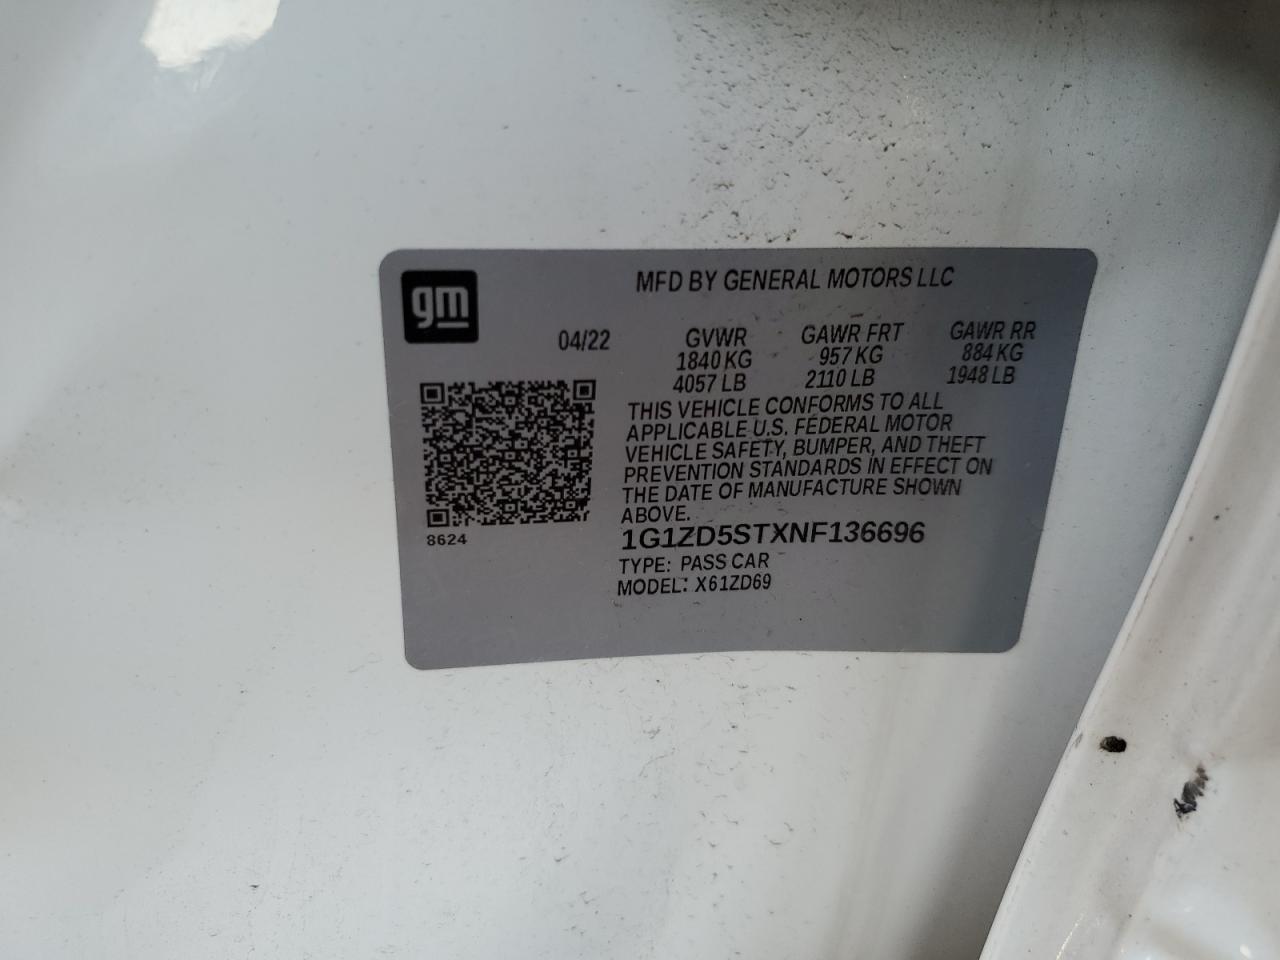 gm
MFD BY GENERAL MOTORS LLC
04/22 GVWR GAWR FRT GAWR RR
1840 KG 957 KG 884 KG
4057 LB 2110 LB 1948 LB
THIS VEHICLE CONFORMS TO ALL
APPLICABLE U.S. FEDERAL MOTOR
VEHICLE SAFETY, BUMPER, AND THEFT
PREVENTION STANDARDS IN EFFECT ON
THE DATE OF MANUFACTURE SHOWN
ABOVE.
8624
1G1ZD5STXNF136696
TYPE: PASS CAR
MODEL: X61ZD69